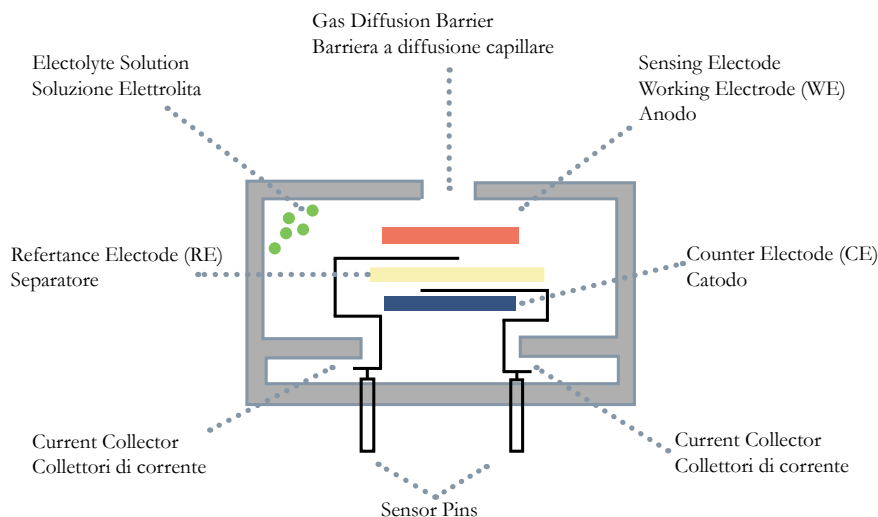 Gas Diffusion Barrier
Barriera a diffusione capillare
Electolyte Solution
Soluzione Elettrolita
Sensing Electode
Working Electrode (WE)
Anodo
Refertance Electode (RE)
Separatore
Counter Electode (CE)
Catodo
Current Collector
Collettori di corrente
Current Collector
Collettori di corrente
Sensor Pins